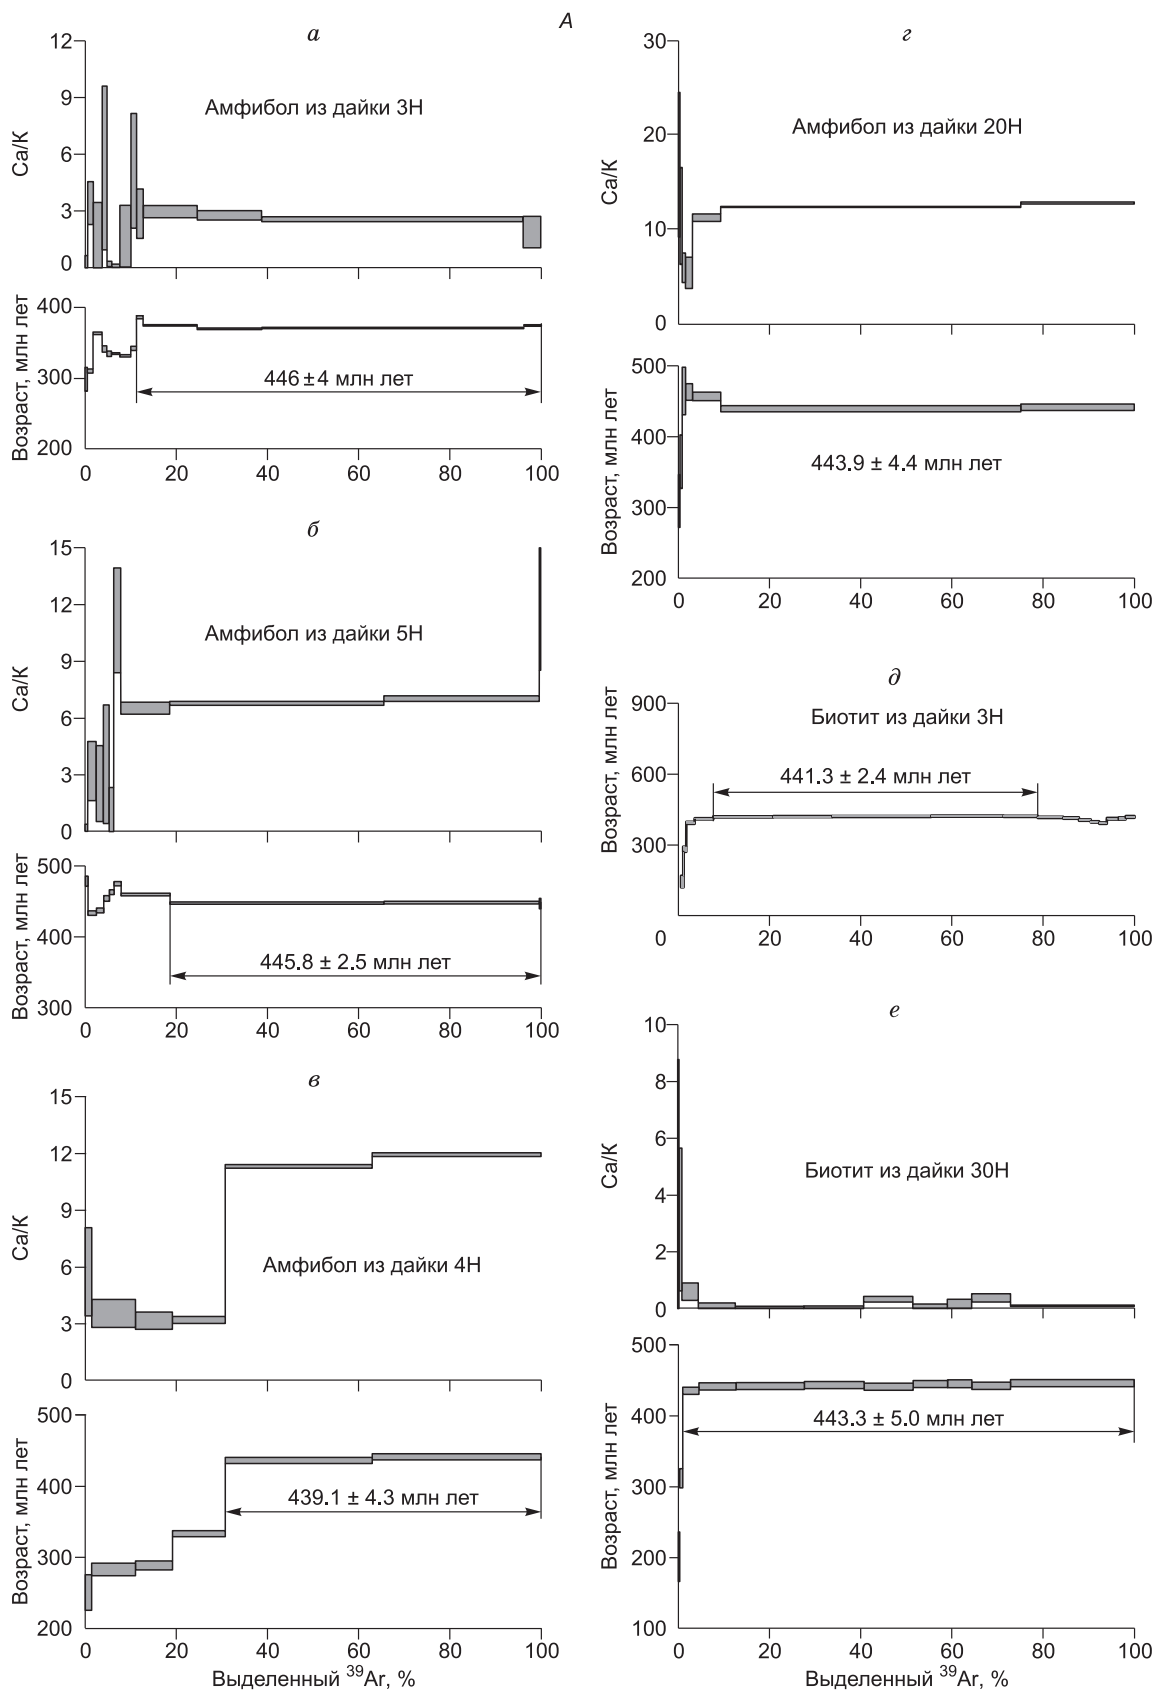 А
а
12
9
6
3
0
Ca/K
Амфибол из дайки 3Н
400
300
200
Возраст, млн лет
446 ± 4 млн лет
0 20 40 60 80 100
б
15
12
9
6
3
0
Ca/K
Амфибол из дайки 5Н
500
400
300
Возраст, млн лет
445.8 ± 2.5 млн лет
0 20 40 60 80 100
в
15
12
9
6
3
0
Ca/K
Амфибол из дайки 4Н
500
400
300
200
Возраст, млн лет
439.1 ± 4.3 млн лет
0 20 40 60 80 100
Выделенный ³⁹Ar, %
г
30
20
10
0
Ca/K
Амфибол из дайки 20Н
500
400
300
200
Возраст, млн лет
443.9 ± 4.4 млн лет
0 20 40 60 80 100
д
900
600
300
0
Возраст, млн лет
Биотит из дайки 3Н
441.3 ± 2.4 млн лет
20 40 60 80 100
е
10
8
6
4
2
0
Ca/K
Биотит из дайки 30Н
500
400
300
200
100
Возраст, млн лет
443.3 ± 5.0 млн лет
0 20 40 60 80 100
Выделенный ³⁹Ar, %